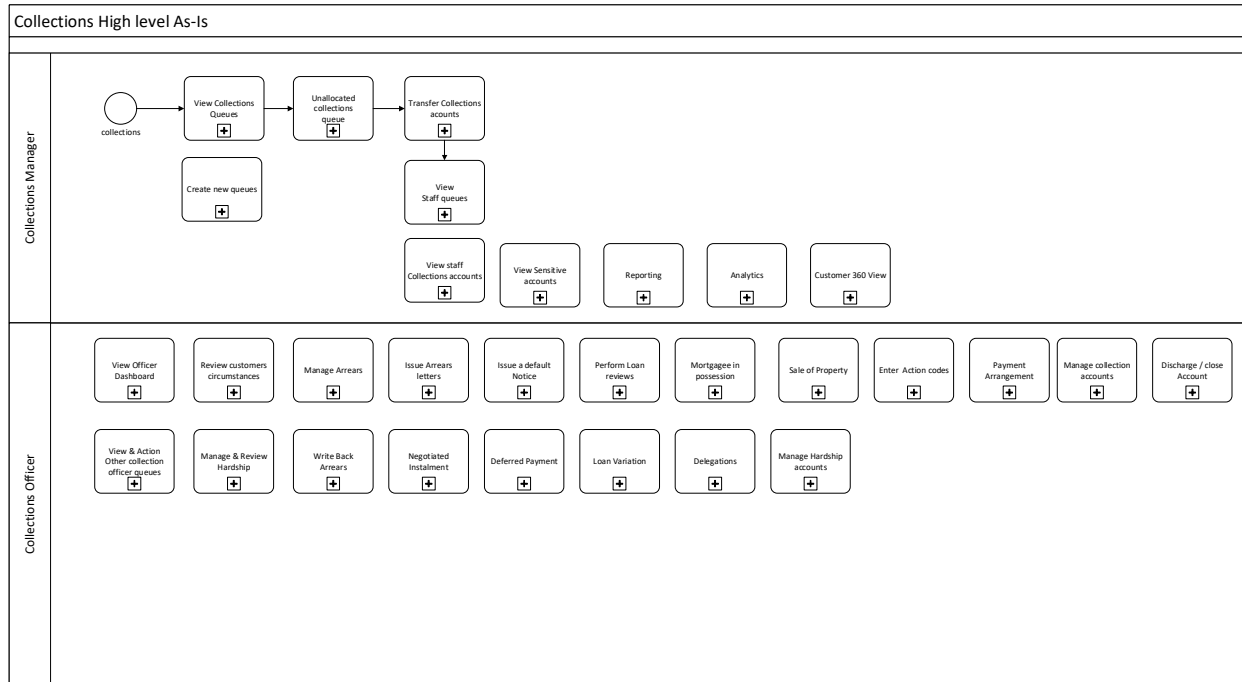 Collections High level As-Is
Collections Manager
collections
View Collections
Queues
Unallocated
collections
queue
Transfer Collections
acounts
Create new queues
View
Staff queues
View staff
Collections accounts
View Sensitive
accounts
Reporting
Analytics
Customer 360 View
Collections Officer
View Officer
Dashboard
Review customers
circumstances
Manage Arrears
Issue Arrears
letters
Issue a default
Notice
Perform Loan
reviews
Mortgagee in
possession
Sale of Property
Enter Action codes
Payment
Arrangement
Manage collection
accounts
Discharge / close
Account
View & Action
Other collection
officer queues
Manage & Review
Hardship
Write Back
Arrears
Negotiated
Instalment
Deferred Payment
Loan Variation
Delegations
Manage Hardship
accounts